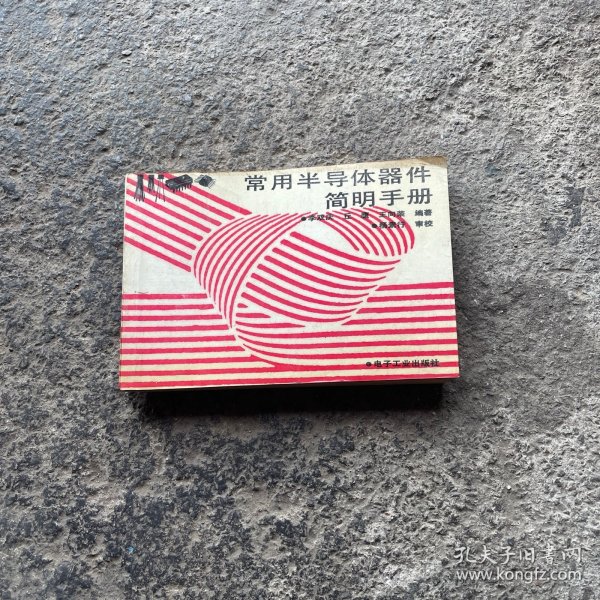 常用半导体器件
简明手册
编著
审校
电子工业出版社
孔夫子旧书网
www.kongfz.com